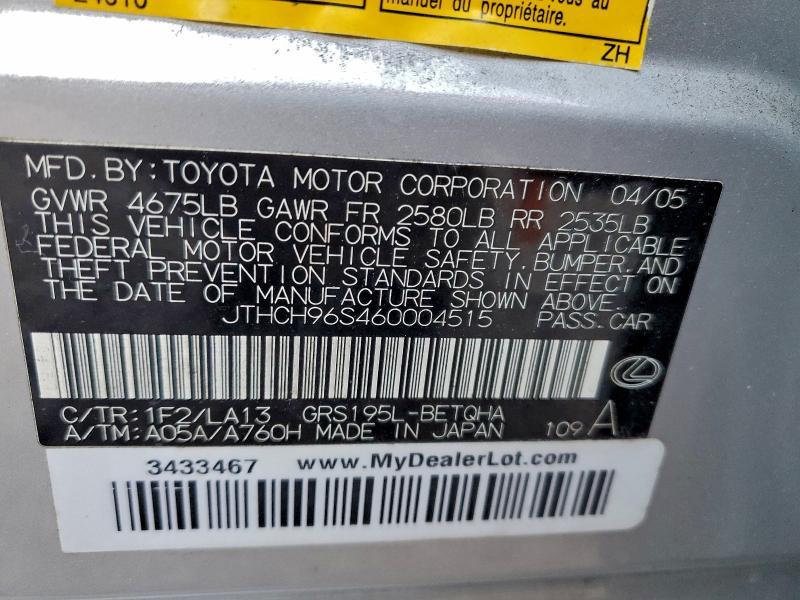 manuel du propriétaire.
ZH
MFD. BY: TOYOTA MOTOR CORPORATION 04/05
GVWR 4675LB GAWR FR 2580LB RR 2535LB
THIS VEHICLE CONFORMS TO ALL APPLICABLE
FEDERAL MOTOR VEHICLE SAFETY, BUMPER, AND
THEFT PREVENTION STANDARDS IN EFFECT ON
THE DATE OF MANUFACTURE SHOWN ABOVE.
JTHCH96S460004515 PASS. CAR
C/TR: 1F2/LA13 GRS195L-BETQHA
A/TM: A05A/A760H MADE IN JAPAN 109 A
3433467 www.MyDealerLot.com